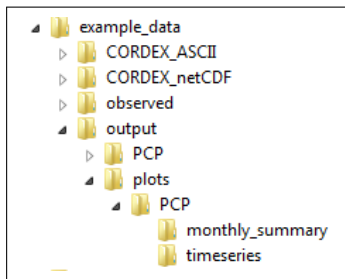 example_data
CORDEX_ASCII
CORDEX_netCDF
observed
output
PCP
plots
PCP
monthly_summary
timeseries